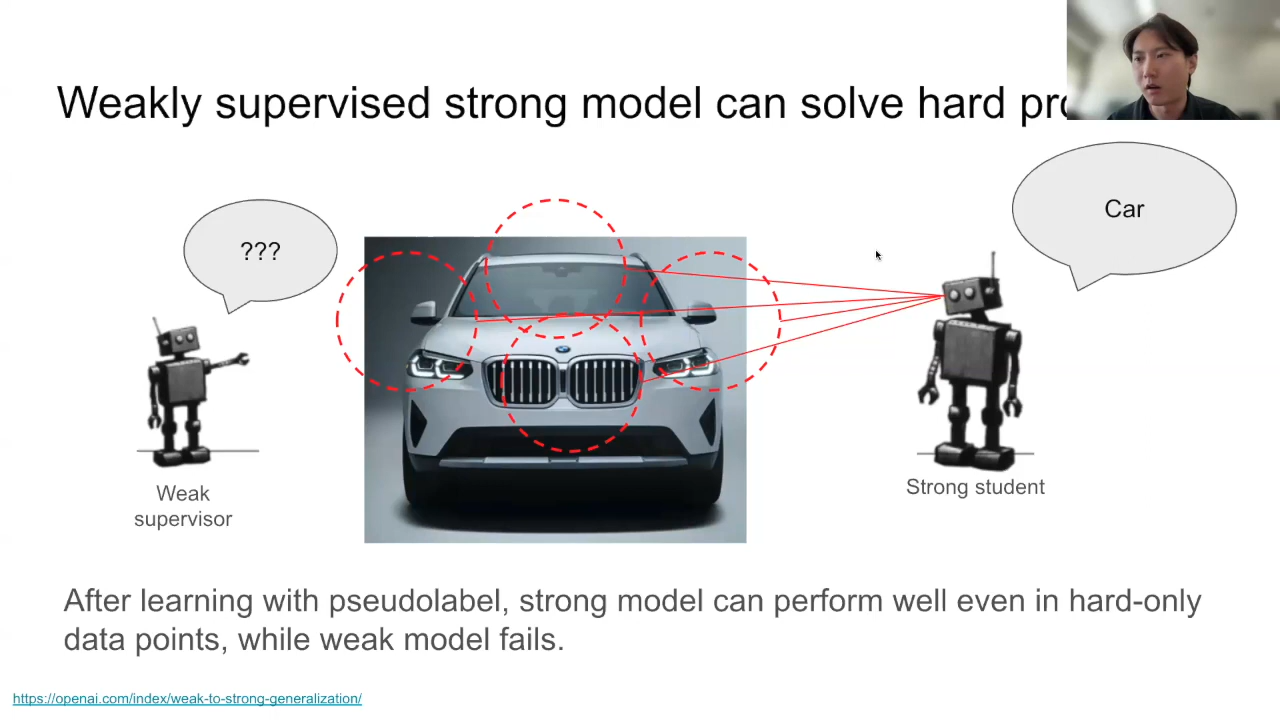 Weakly supervised strong model can solve hard
Car
???
Weak
supervisor
Strong student
After learning with pseudolabel, strong model can perform well even in hard-only
data points, while weak model fails.
https://openai.com/index/weak-to-strong-generalization/